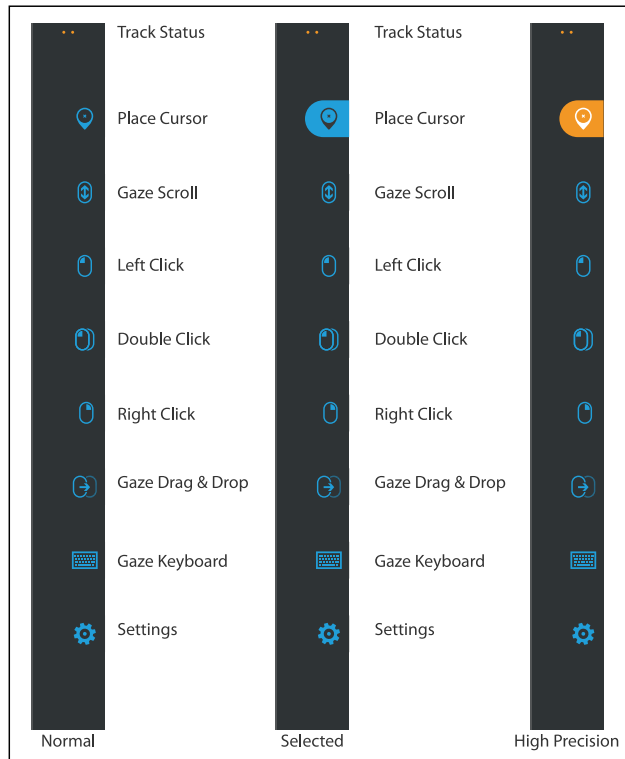 Track Status Track Status
Place Cursor Place Cursor
Gaze Scroll Gaze Scroll
Left Click Left Click
Double Click Double Click
Right Click Right Click
Gaze Drag & Drop Gaze Drag & Drop
Gaze Keyboard Gaze Keyboard
Settings Settings
Normal Selected High Precision